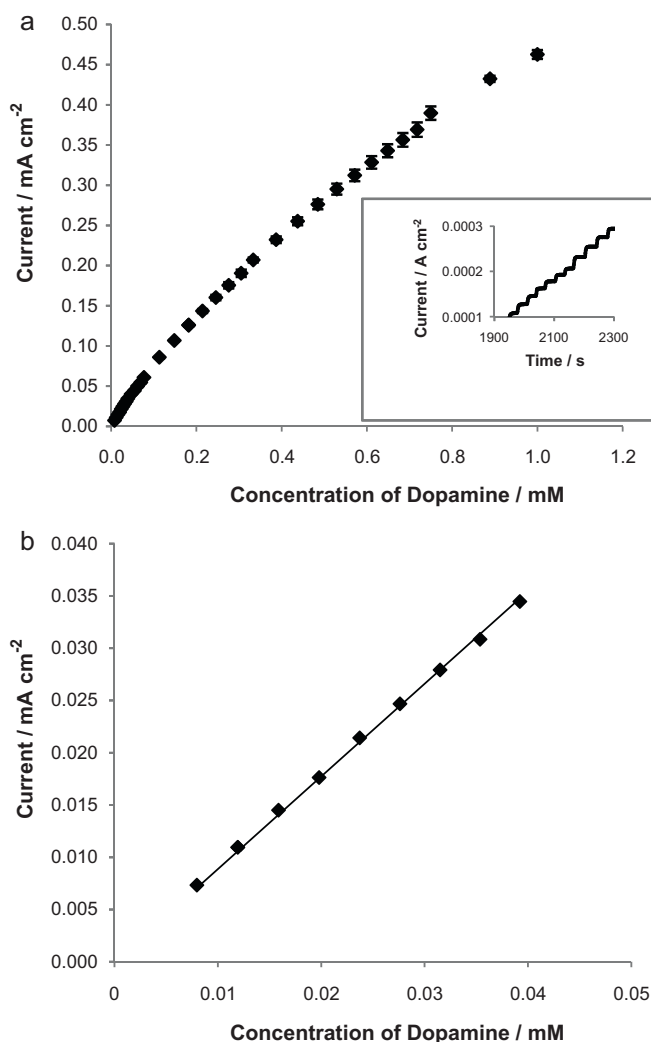 a
0.50
0.45
0.40
0.35
0.30
0.25
0.20
0.15
0.10
0.05
0.00
Current / mA cm-2
0.0 0.2 0.4 0.6 0.8 1.0 1.2
Concentration of Dopamine / mM
0.0003
0.0002
0.0001
Current / A cm-2
1900 2100 2300
Time / s
b
0.040
0.035
0.030
0.025
0.020
0.015
0.010
0.005
0.000
Current / mA cm-2
0 0.01 0.02 0.03 0.04 0.05
Concentration of Dopamine / mM